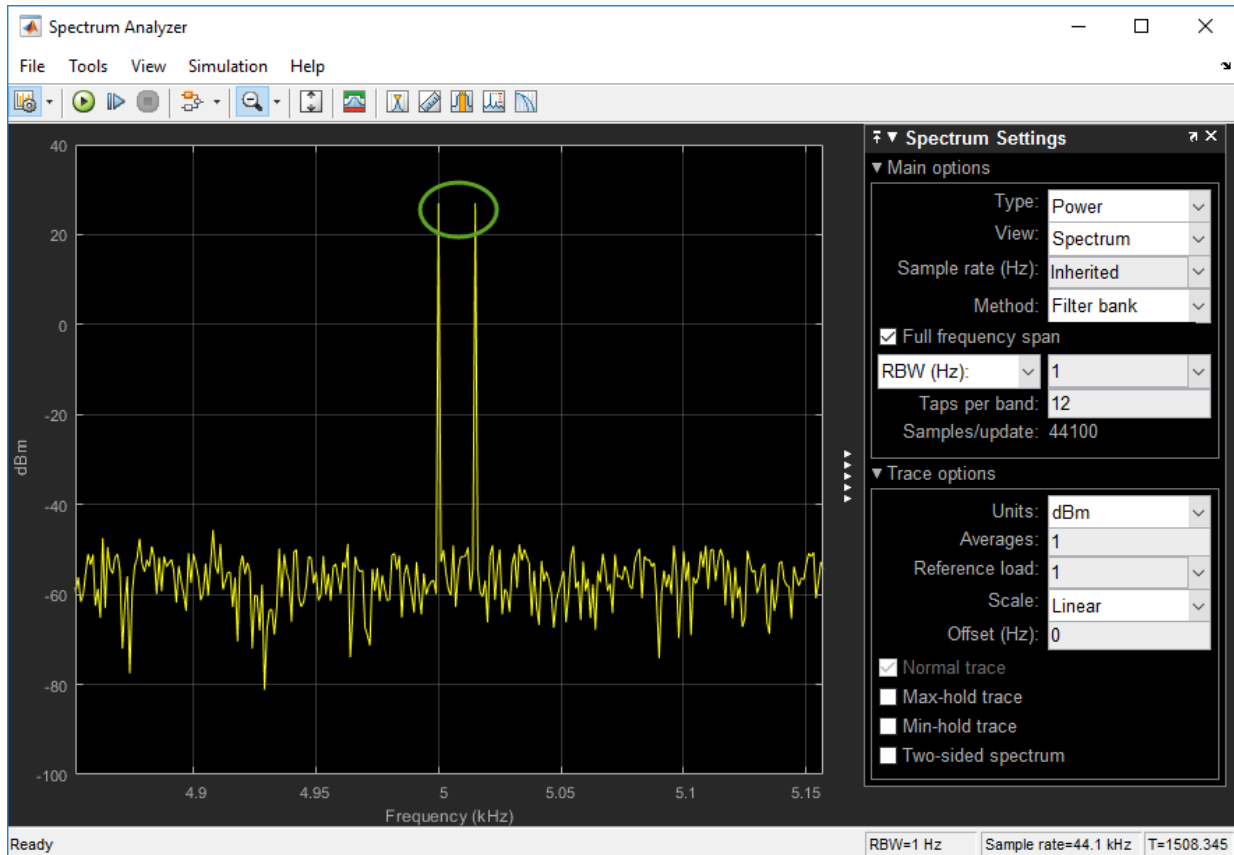 Spectrum Analyzer
File Tools View Simulation Help
40
20
0
-20
-40
-60
-80
-100
dBm
4.9 4.95 5 5.05 5.1 5.15
Frequency (kHz)
Spectrum Settings
Main options
Type: Power
View: Spectrum
Sample rate (Hz): Inherited
Method: Filter bank
Full frequency span
RBW (Hz): 1
Taps per band: 12
Samples/update: 44100
Trace options
Units: dBm
Averages: 1
Reference load: 1
Scale: Linear
Offset (Hz): 0
Normal trace
Max-hold trace
Min-hold trace
Two-sided spectrum
Ready RBW=1 Hz Sample rate=44.1 kHz T=1508.345